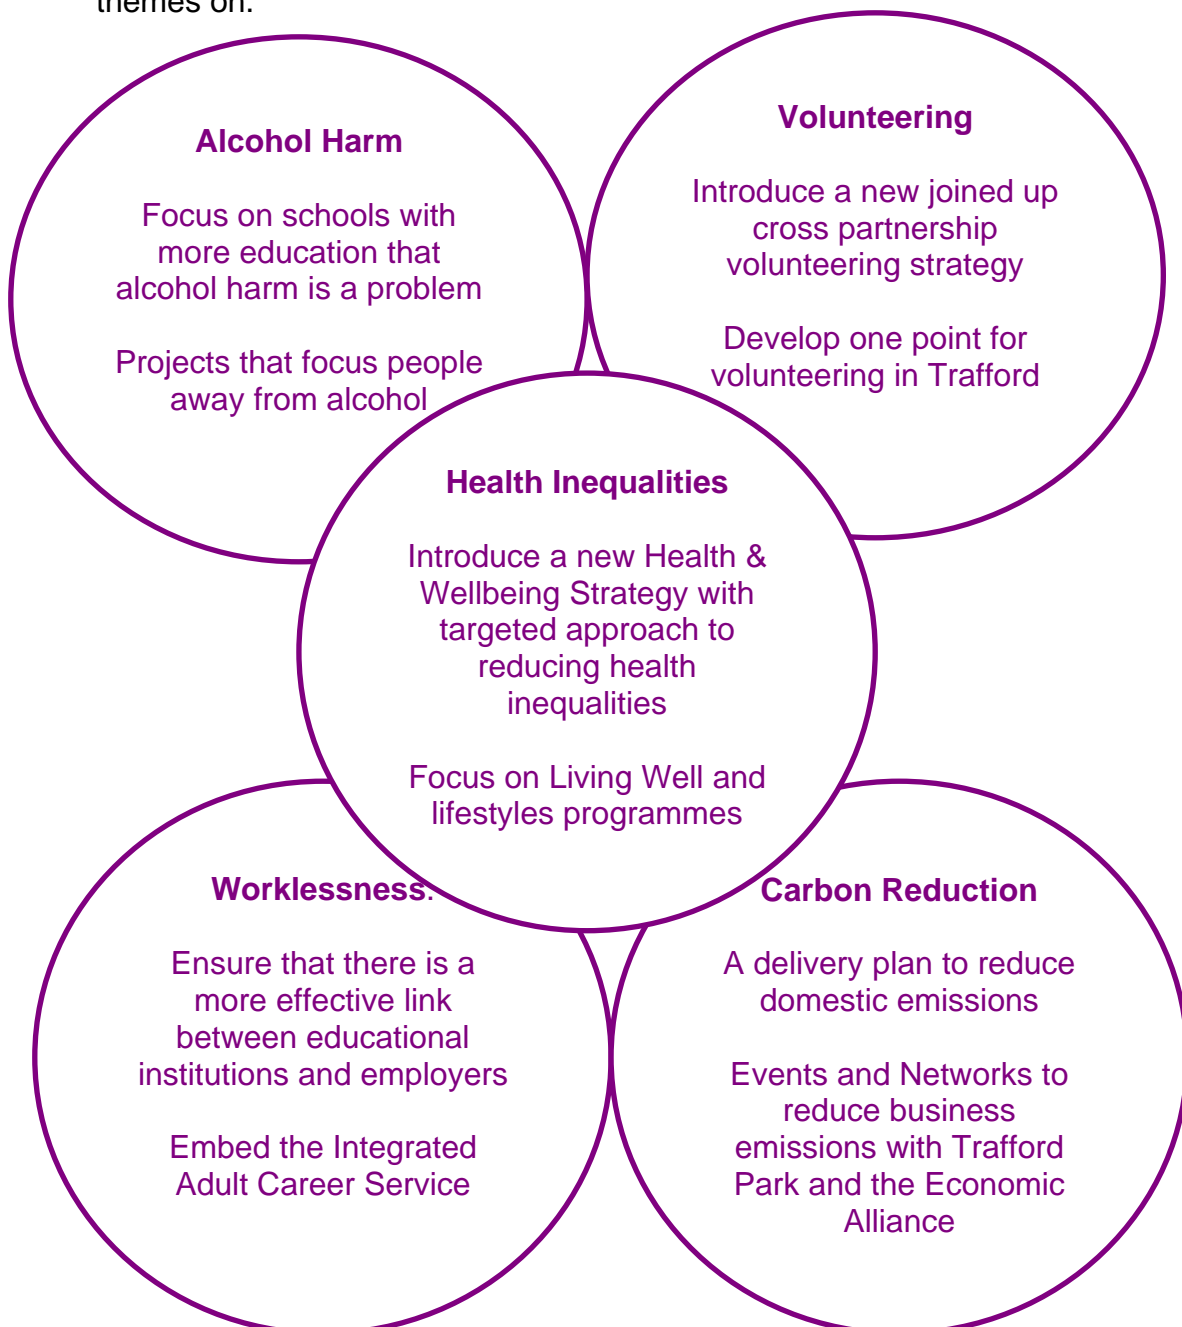 themes on.
Alcohol Harm
Focus on schools with
more education that
alcohol harm is a problem
Projects that focus people
away from alcohol
Volunteering
Introduce a new joined up
cross partnership
volunteering strategy
Develop one point for
volunteering in Trafford
Health Inequalities
Introduce a new Health &
Wellbeing Strategy with
targeted approach to
reducing health
inequalities
Focus on Living Well and
lifestyles programmes
Worklessness.
Ensure that there is a
more effective link
between educational
institutions and employers
Embed the Integrated
Adult Career Service
Carbon Reduction
A delivery plan to reduce
domestic emissions
Events and Networks to
reduce business
emissions with Trafford
Park and the Economic
Alliance